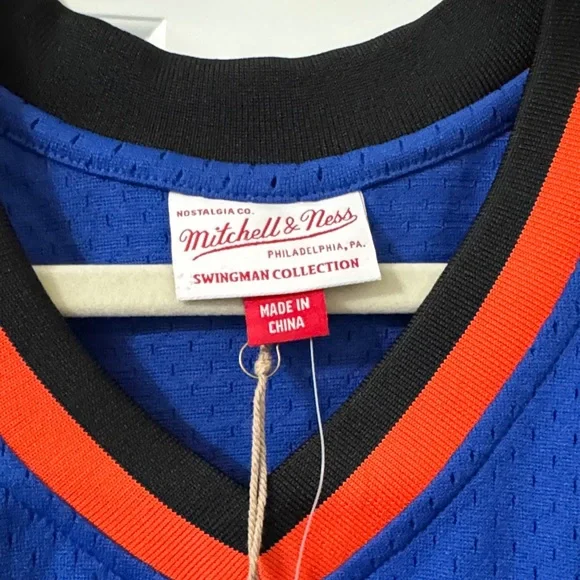 NOSTALGIA CO.
Mitchell & Ness
PHILADELPHIA, PA.
SWINGMAN COLLECTION
MADE IN
CHINA